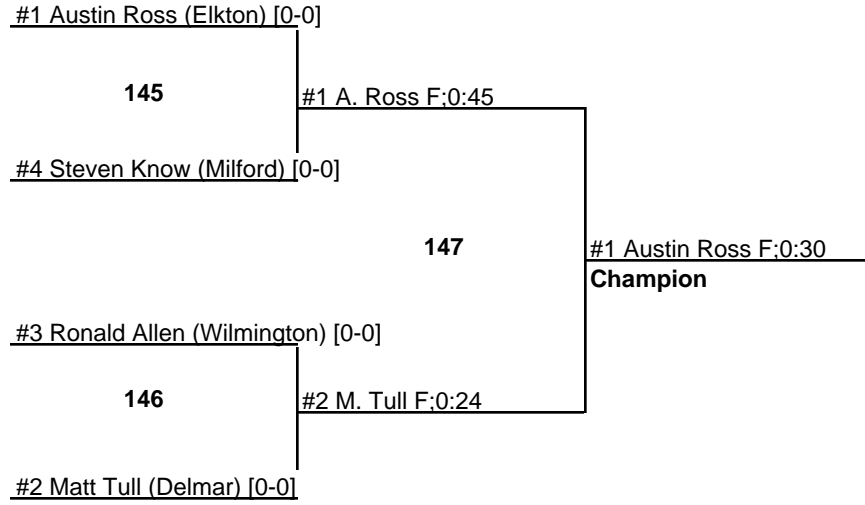 #1 Austin Ross (Elkton) [0-0]
145
#1 A. Ross F;0:45
#4 Steven Know (Milford) [0-0]
147
#1 Austin Ross F;0:30
Champion
#3 Ronald Allen (Wilmington) [0-0]
146
#2 M. Tull F;0:24
#2 Matt Tull (Delmar) [0-0]